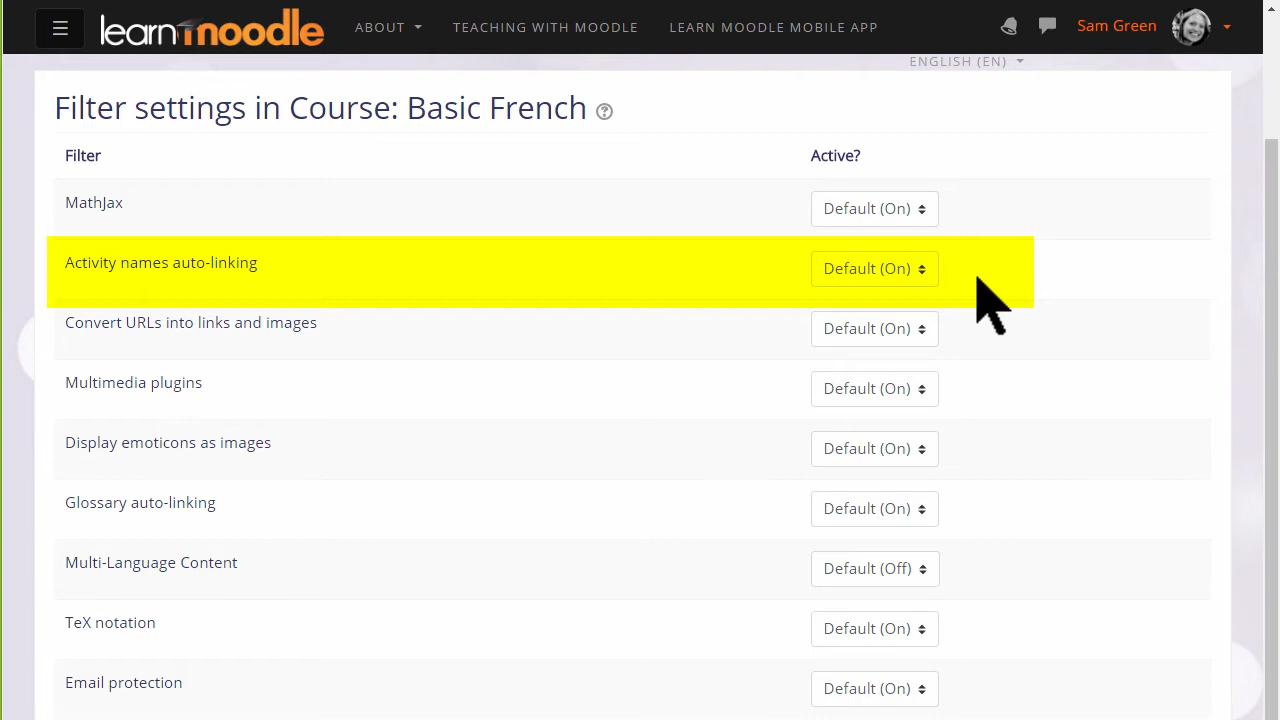 learn moodle ABOUT TEACHING WITH MOODLE LEARN MOODLE MOBILE APP Sam Green
ENGLISH (EN)
Filter settings in Course: Basic French ?
Filter Active?
MathJax Default (On)
Activity names auto-linking Default (On)
Convert URLs into links and images Default (On)
Multimedia plugins Default (On)
Display emoticons as images Default (On)
Glossary auto-linking Default (On)
Multi-Language Content Default (Off)
TeX notation Default (On)
Email protection Default (On)